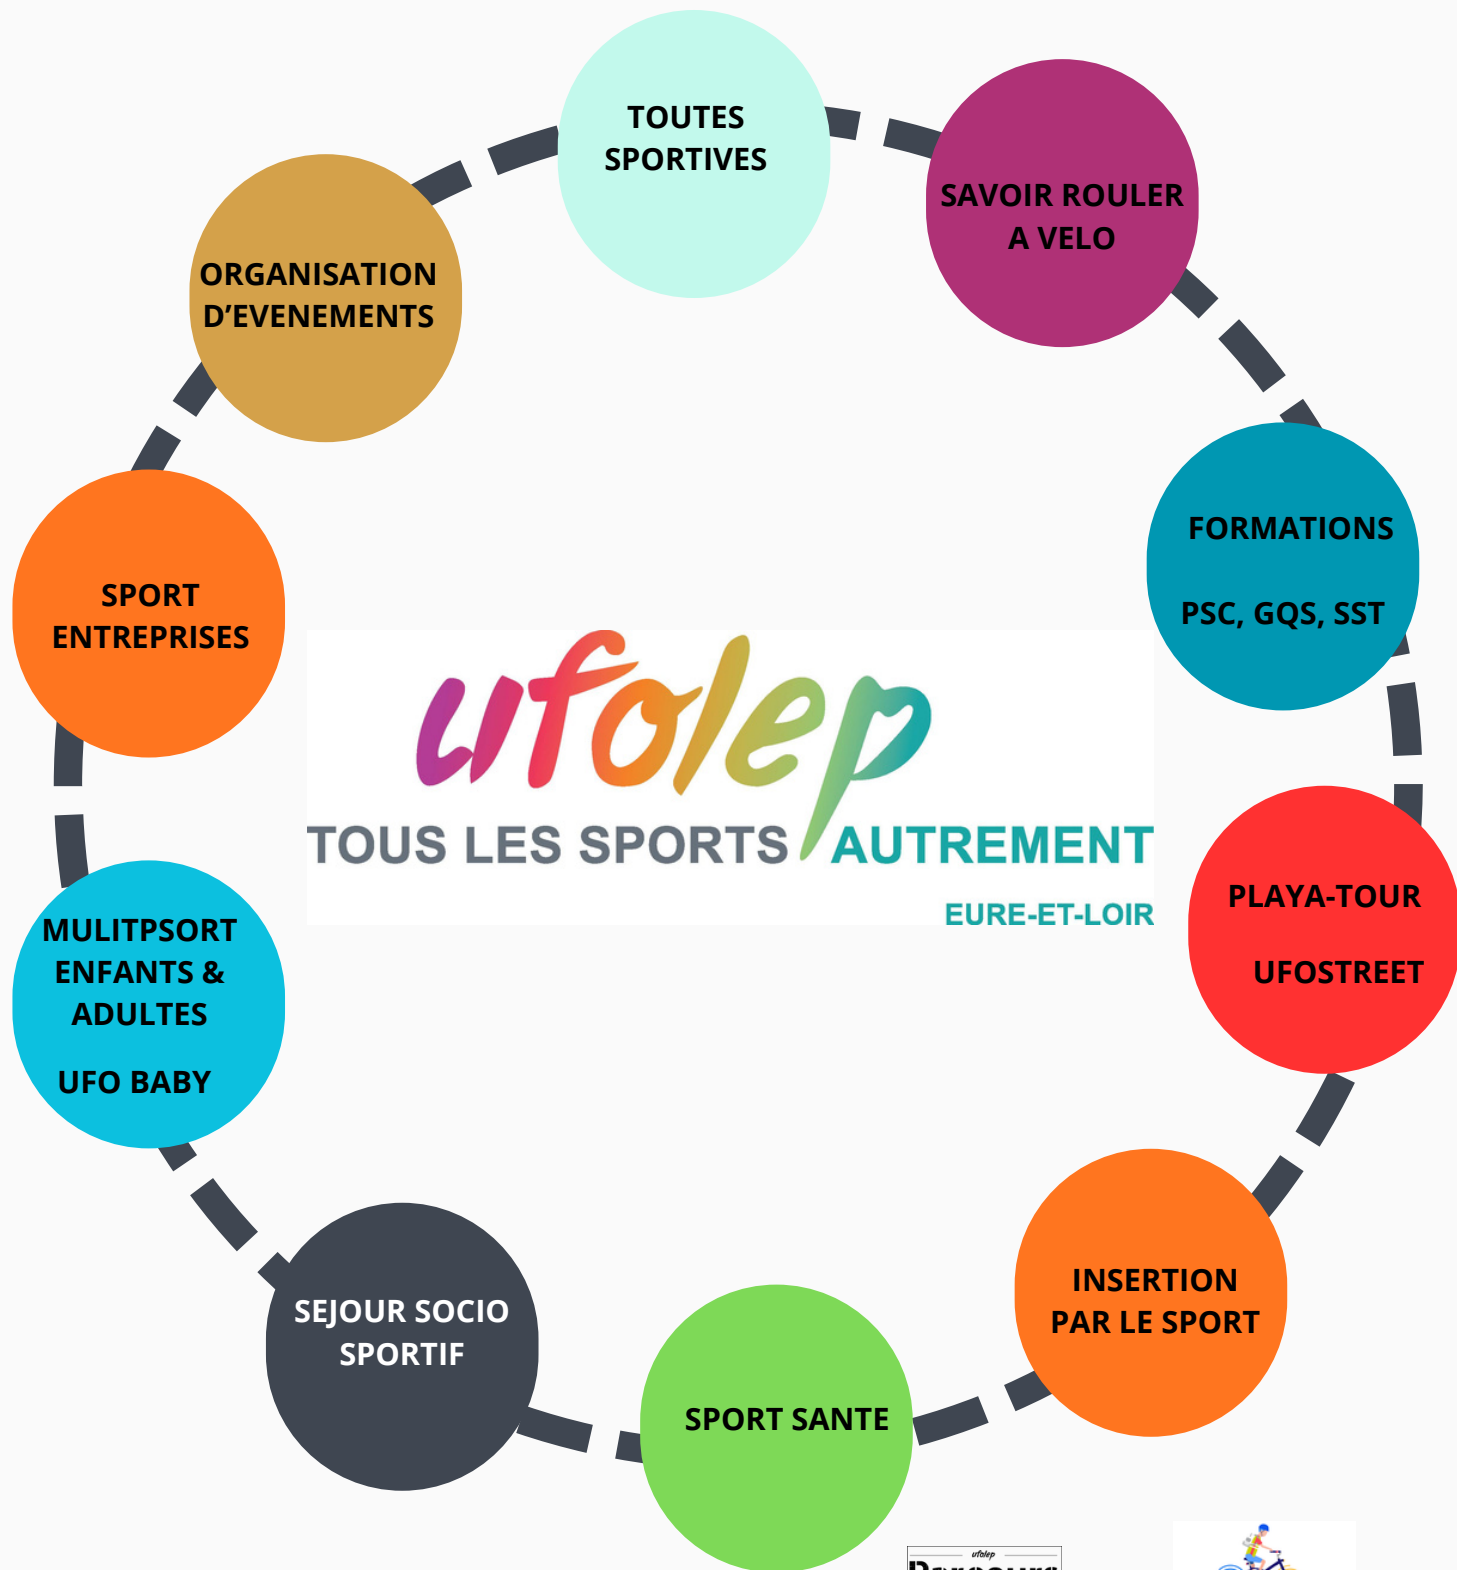 TOUTES
SPORTIVES
SAVOIR ROULER
A VELO
ORGANISATION
D'EVENEMENTS
FORMATIONS
PSC, GQS, SST
SPORT
ENTREPRISES
ufolep
TOUS LES SPORTS AUTREMENT
EURE-ET-LOIR
PLAYA-TOUR
UFOSTREET
MULITPSORT
ENFANTS &
ADULTES
UFO BABY
INSERTION
PAR LE SPORT
SEJOUR SOCIO
SPORTIF
SPORT SANTE
ufolep